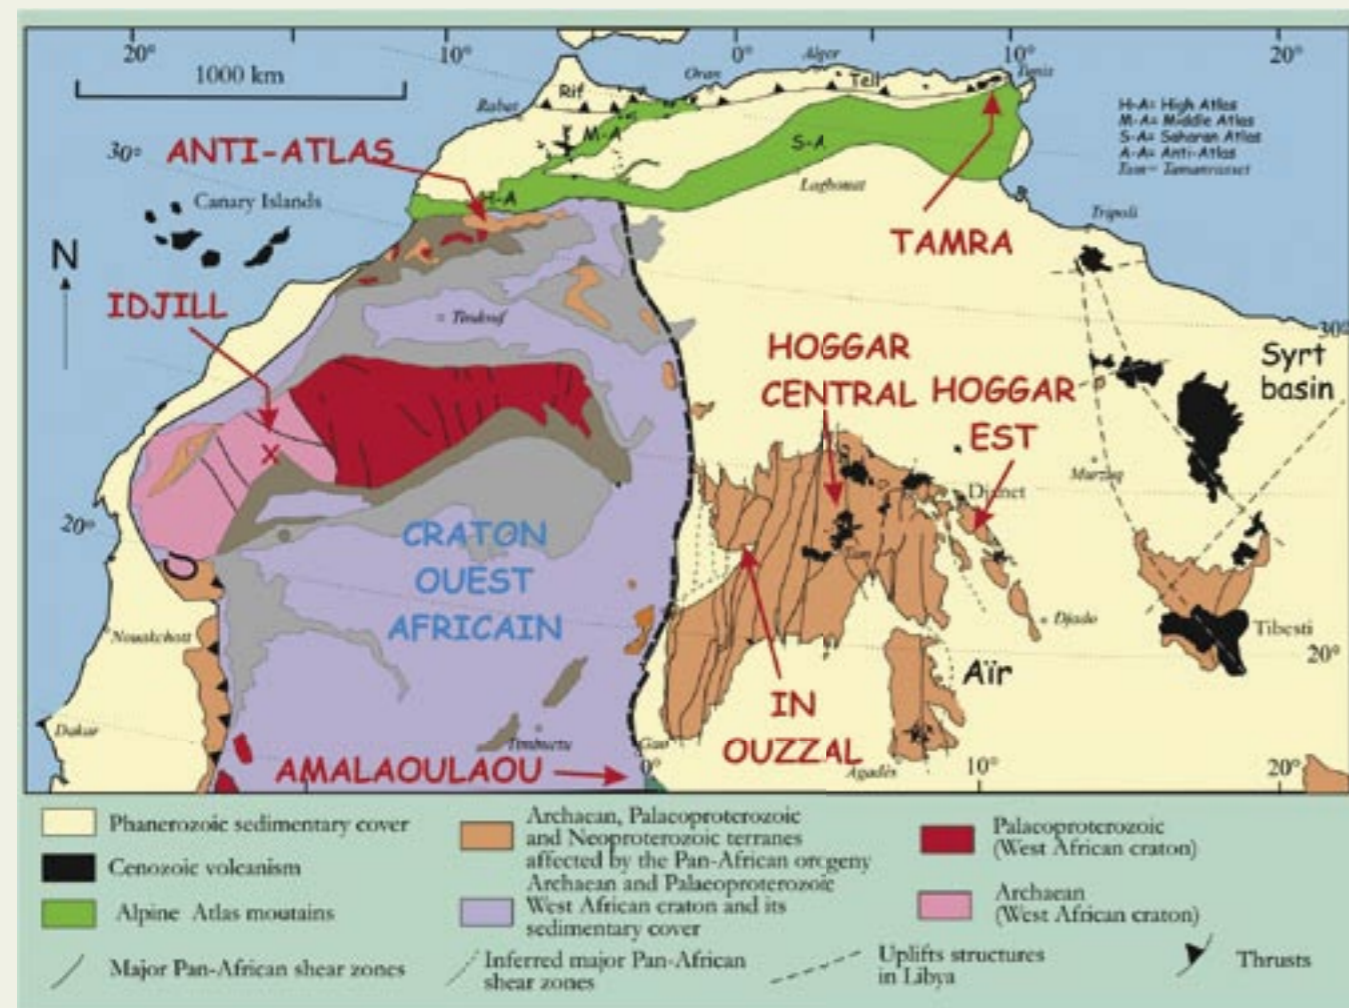 20°
10°
0°
10°
20°
1000 km
Alger
Oran
Tell
Tunis
Rif
Rabat
H-A= High Atlas
M-A= Middle Atlas
S-A= Saharan Atlas
A-A= Anti-Atlas
Tam= Tamanrasset
M-A
S-A
30°
ANTI-ATLAS
Laghouat
H-A
Canary Islands
Tripoli
TAMRA
N
IDJILL
Tindouf
30°
HOGGAR
CENTRAL
HOGGAR
EST
Syrt
basin
x
Murzuq
Djanet
20°
CRATON
OUEST
AFRICAIN
Nouakchott
Djado
Tibesti
20°
Aïr
IN
OUZZAL
Dakar
Timbuctu
Gao
AMALAOULAOU
0°
Agadès
10°
20°
Phanerozoic sedimentary cover
Cenozoic volcanism
Alpine Atlas moutains
Major Pan-African shear zones
Archaean, Palaeoproterozoic
and Neoproterozoic terranes
affected by the Pan-African orogeny
Archaean and Palaeoproterozoic
West African craton and its
sedimentary cover
Inferred major Pan-African
shear zones
Palaeoproterozoic
(West African craton)
Archaean
(West African craton)
Uplifts structures
in Libya
Thrusts